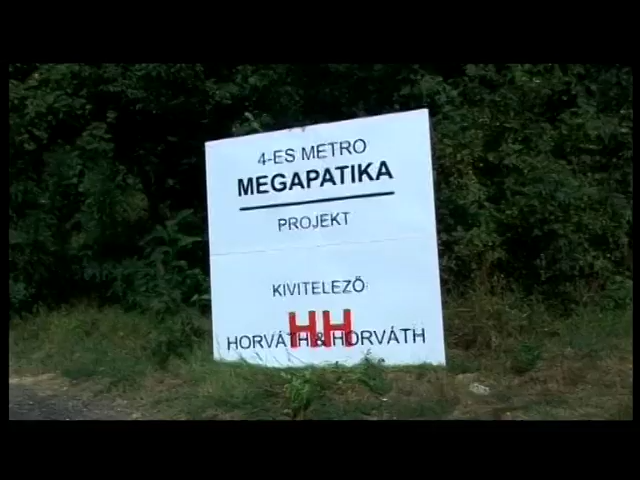 4-ES METRO
MEGAPATIKA
PROJEKT
KIVITELEZŐ
HH
HORVÁTH & HORVÁTH